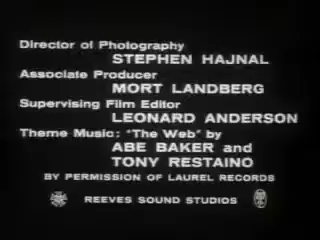 Director of Photography
STEPHEN HAJNAL
Associate Producer
MORT LANDBERG
Supervising Film Editor
LEONARD ANDERSON
Theme Music: "The Web" by
ABE BAKER and
TONY RESTAINO
BY PERMISSION OF LAUREL RECORDS
REEVES SOUND STUDIOS